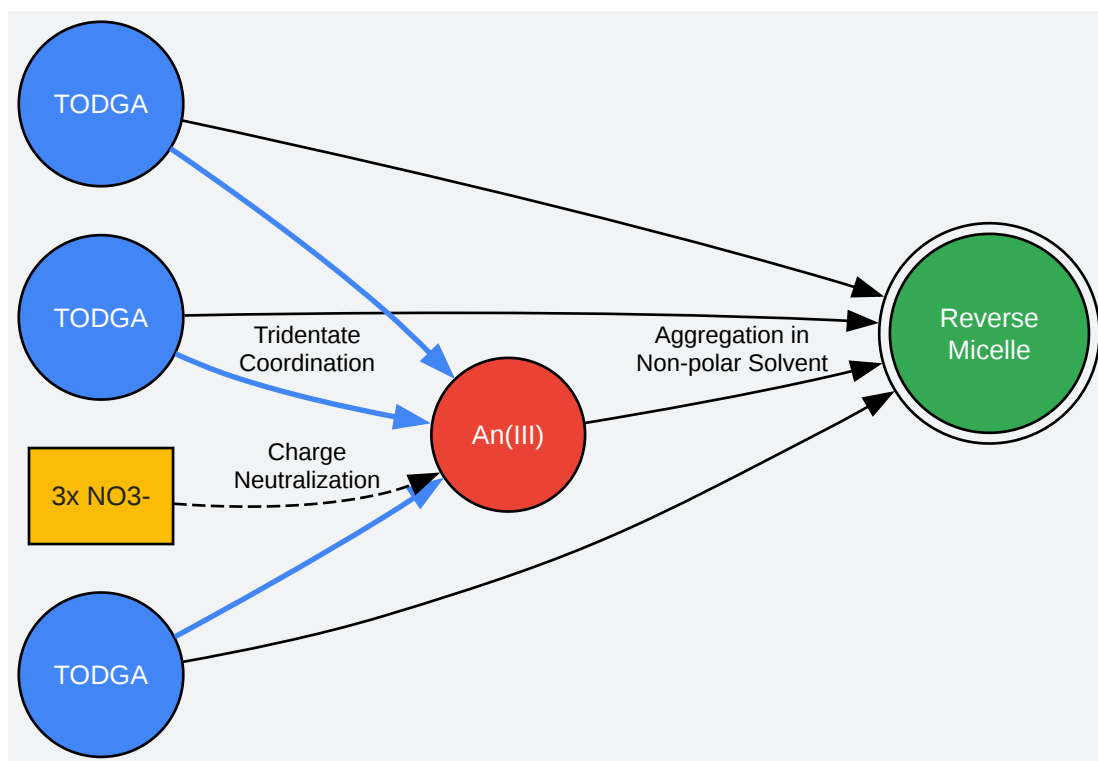 TODGA
TODGA
Tridentate
Coordination
Aggregation in
Non-polar Solvent
Reverse
Micelle
An(III)
Charge
Neutralization
3x NO3-
TODGA